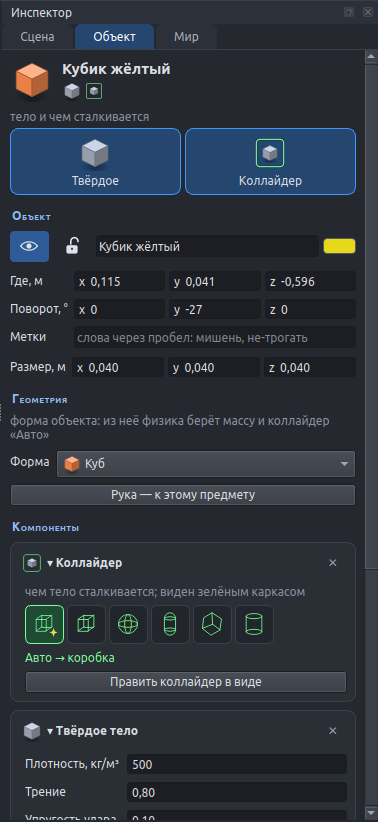 Инспектор
Сцена Объект Мир
Кубик жёлтый
тело и чем сталкивается
Твёрдое Коллайдер
Объект
Кубик жёлтый
Где, м x 0,115 y 0,041 z -0,596
Поворот, ° x 0 y -27 z 0
Метки слова через пробел: мишень, не-трогать
Размер, м x 0,040 y 0,040 z 0,040
Геометрия
форма объекта: из неё физика берёт массу и коллайдер
«Авто»
Форма Куб
Рука — к этому предмету
Компоненты
▾ Коллайдер ×
чем тело сталкивается; виден зелёным каркасом
Авто → коробка
Править коллайдер в виде
▾ Твёрдое тело ×
Плотность, кг/м³ 500
Трение 0,80
Упругость удара 0,10